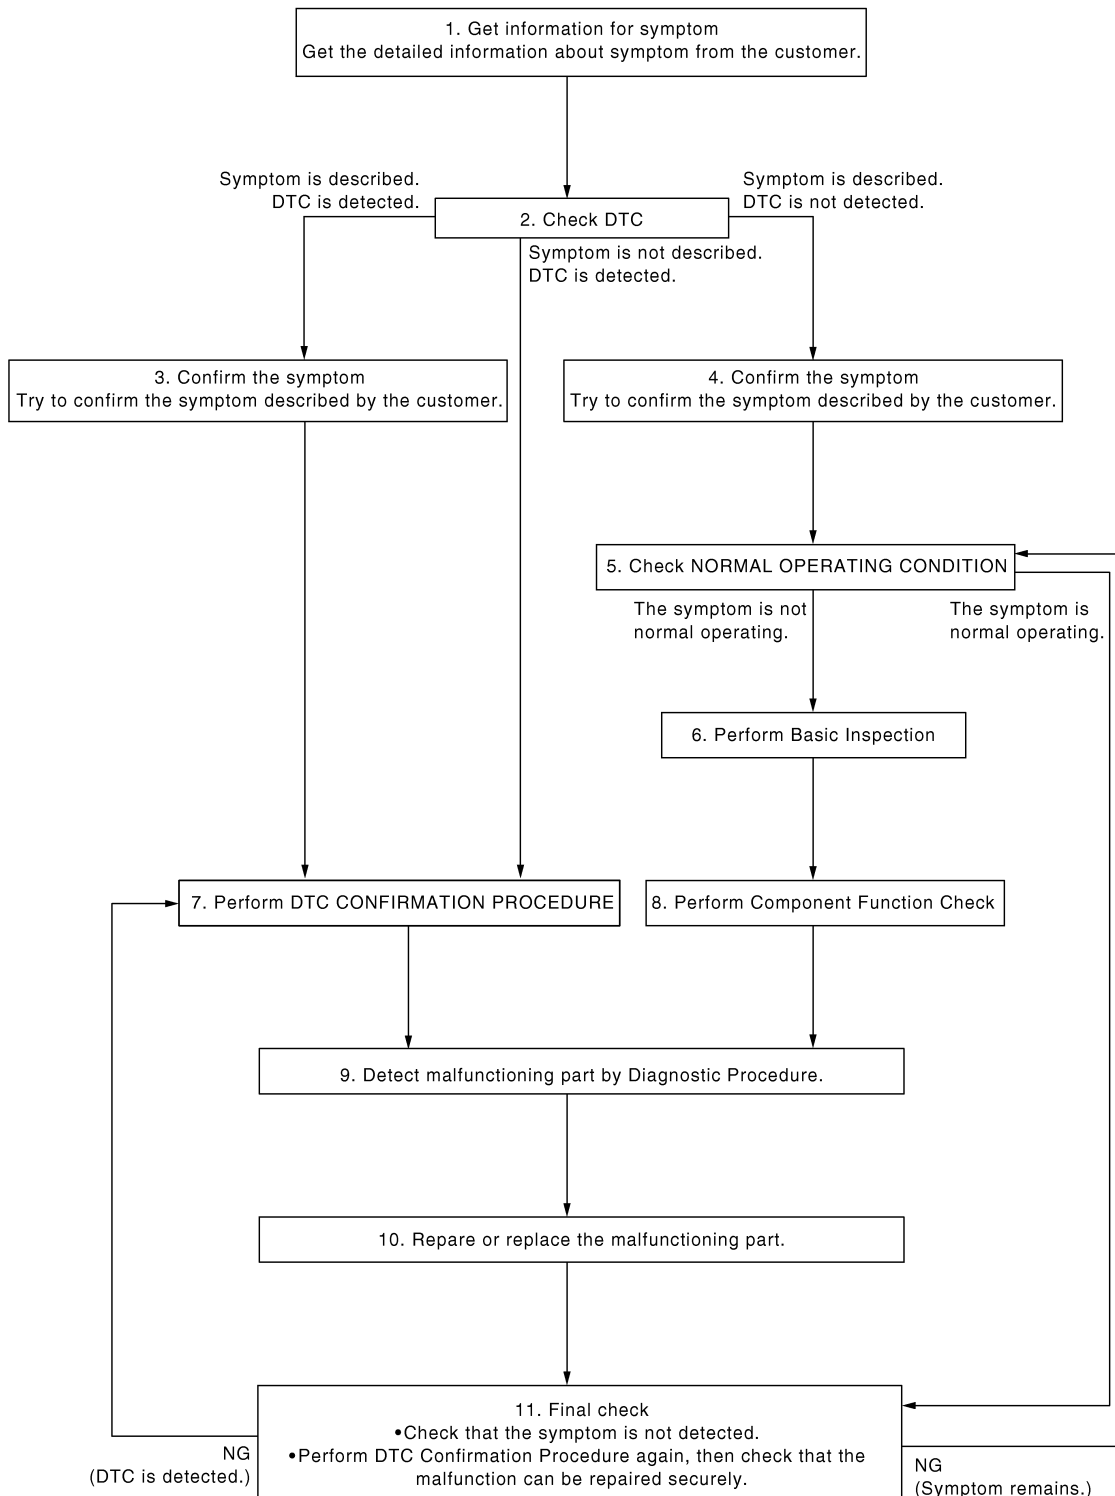 1. Get information for symptom
Get the detailed information about symptom from the customer.
Symptom is described.
DTC is detected.
Symptom is described.
DTC is not detected.
2. Check DTC
Symptom is not described.
DTC is detected.
3. Confirm the symptom
Try to confirm the symptom described by the customer.
4. Confirm the symptom
Try to confirm the symptom described by the customer.
5. Check NORMAL OPERATING CONDITION
The symptom is not
normal operating.
The symptom is
normal operating.
6. Perform Basic Inspection
7. Perform DTC CONFIRMATION PROCEDURE
8. Perform Component Function Check
9. Detect malfunctioning part by Diagnostic Procedure.
10. Repare or replace the malfunctioning part.
11. Final check
•Check that the symptom is not detected.
•Perform DTC Confirmation Procedure again, then check that the
malfunction can be repaired securely.
NG
(DTC is detected.)
NG
(Symptom remains.)